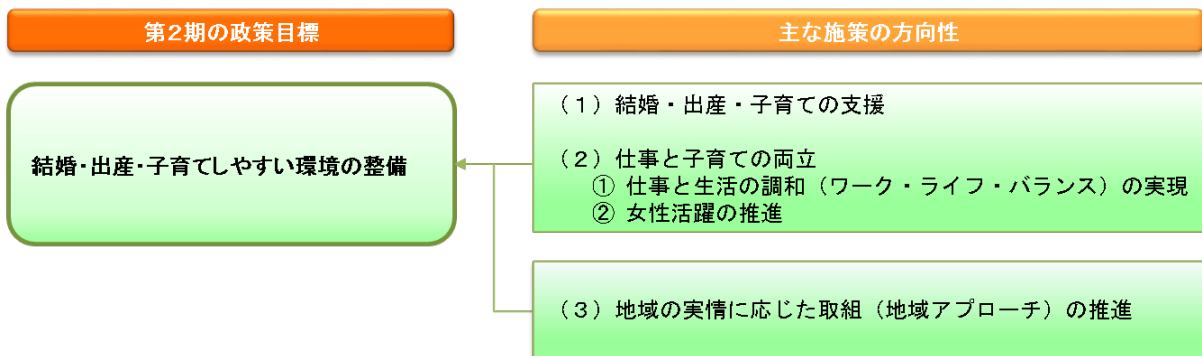 第2期の政策目標
主な施策の方向性
結婚・出産・子育てしやすい環境の整備
(1)結婚・出産・子育ての支援
(2)仕事と子育ての両立
① 仕事と生活の調和(ワーク・ライフ・バランス)の実現
② 女性活躍の推進
(3)地域の実情に応じた取組(地域アプローチ)の推進